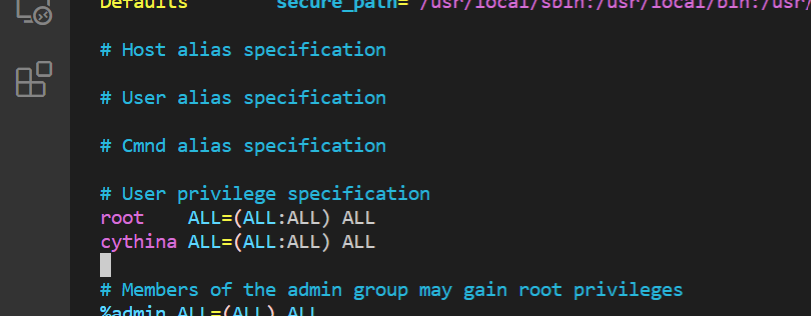 Defaults secure_path="/usr/local/sbin:/usr/local/bin:/usr/
# Host alias specification
# User alias specification
# Cmnd alias specification
# User privilege specification
root ALL=(ALL:ALL) ALL
cythina ALL=(ALL:ALL) ALL
# Members of the admin group may gain root privileges
%admin ALL=(ALL) ALL